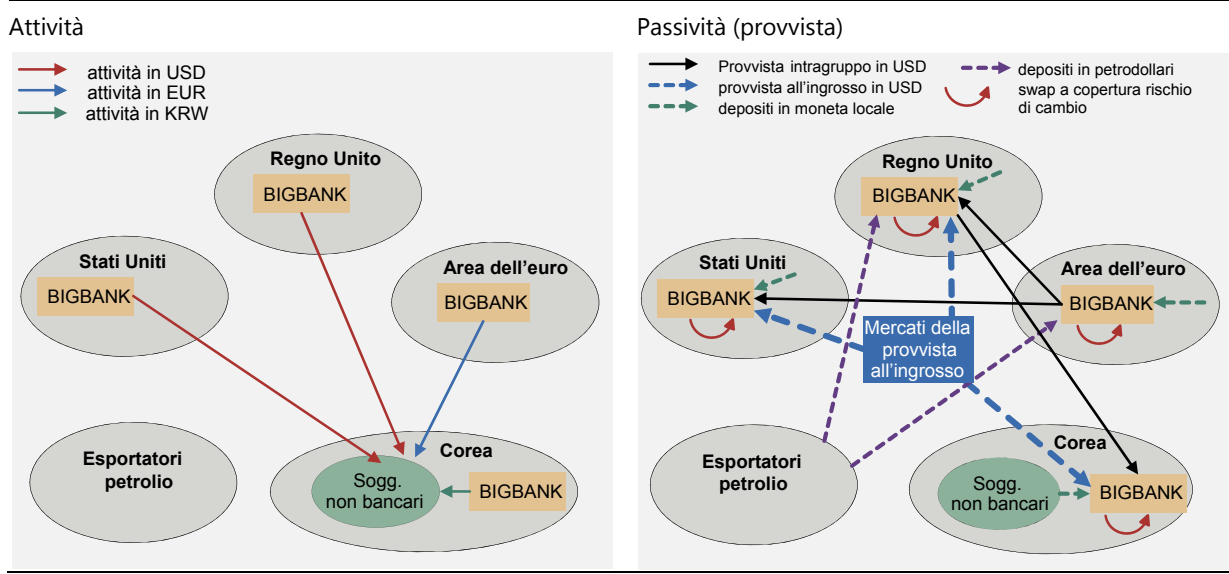 Attività
attività in USD
attività in EUR
attività in KRW
Regno Unito
BIGBANK
Stati Uniti
BIGBANK
Area dell'euro
BIGBANK
Esportatori
petrolio
Corea
Sogg.
non bancari
BIGBANK
Passività (provvista)
Provvista intragruppo in USD
provvista all'ingrosso in USD
depositi in moneta locale
depositi in petrodollari
swap a copertura rischio
di cambio
Regno Unito
BIGBANK
Stati Uniti
BIGBANK
Area dell'euro
BIGBANK
Mercati della
provvista
all'ingrosso
Esportatori
petrolio
Corea
Sogg.
non bancari
BIGBANK